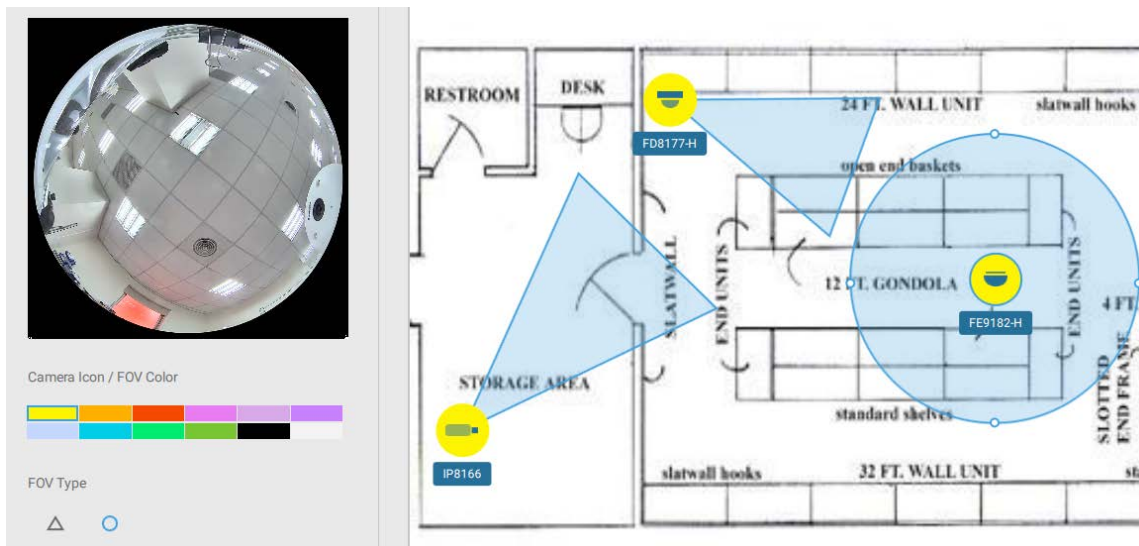 Camera Icon / FOV Color
FOV Type
RESTROOM
DESK
FD8177-H
24 FT. WALL UNIT
slatwall hooks
open end baskets
SLATWALL
END UNITS
12 FT. GONDOLA
FE9182-H
END UNITS
4 FT.
STORAGE AREA
IP8166
standard shelves
SLOTTED
END FRAME
slatwall hooks
32 FT. WALL UNIT